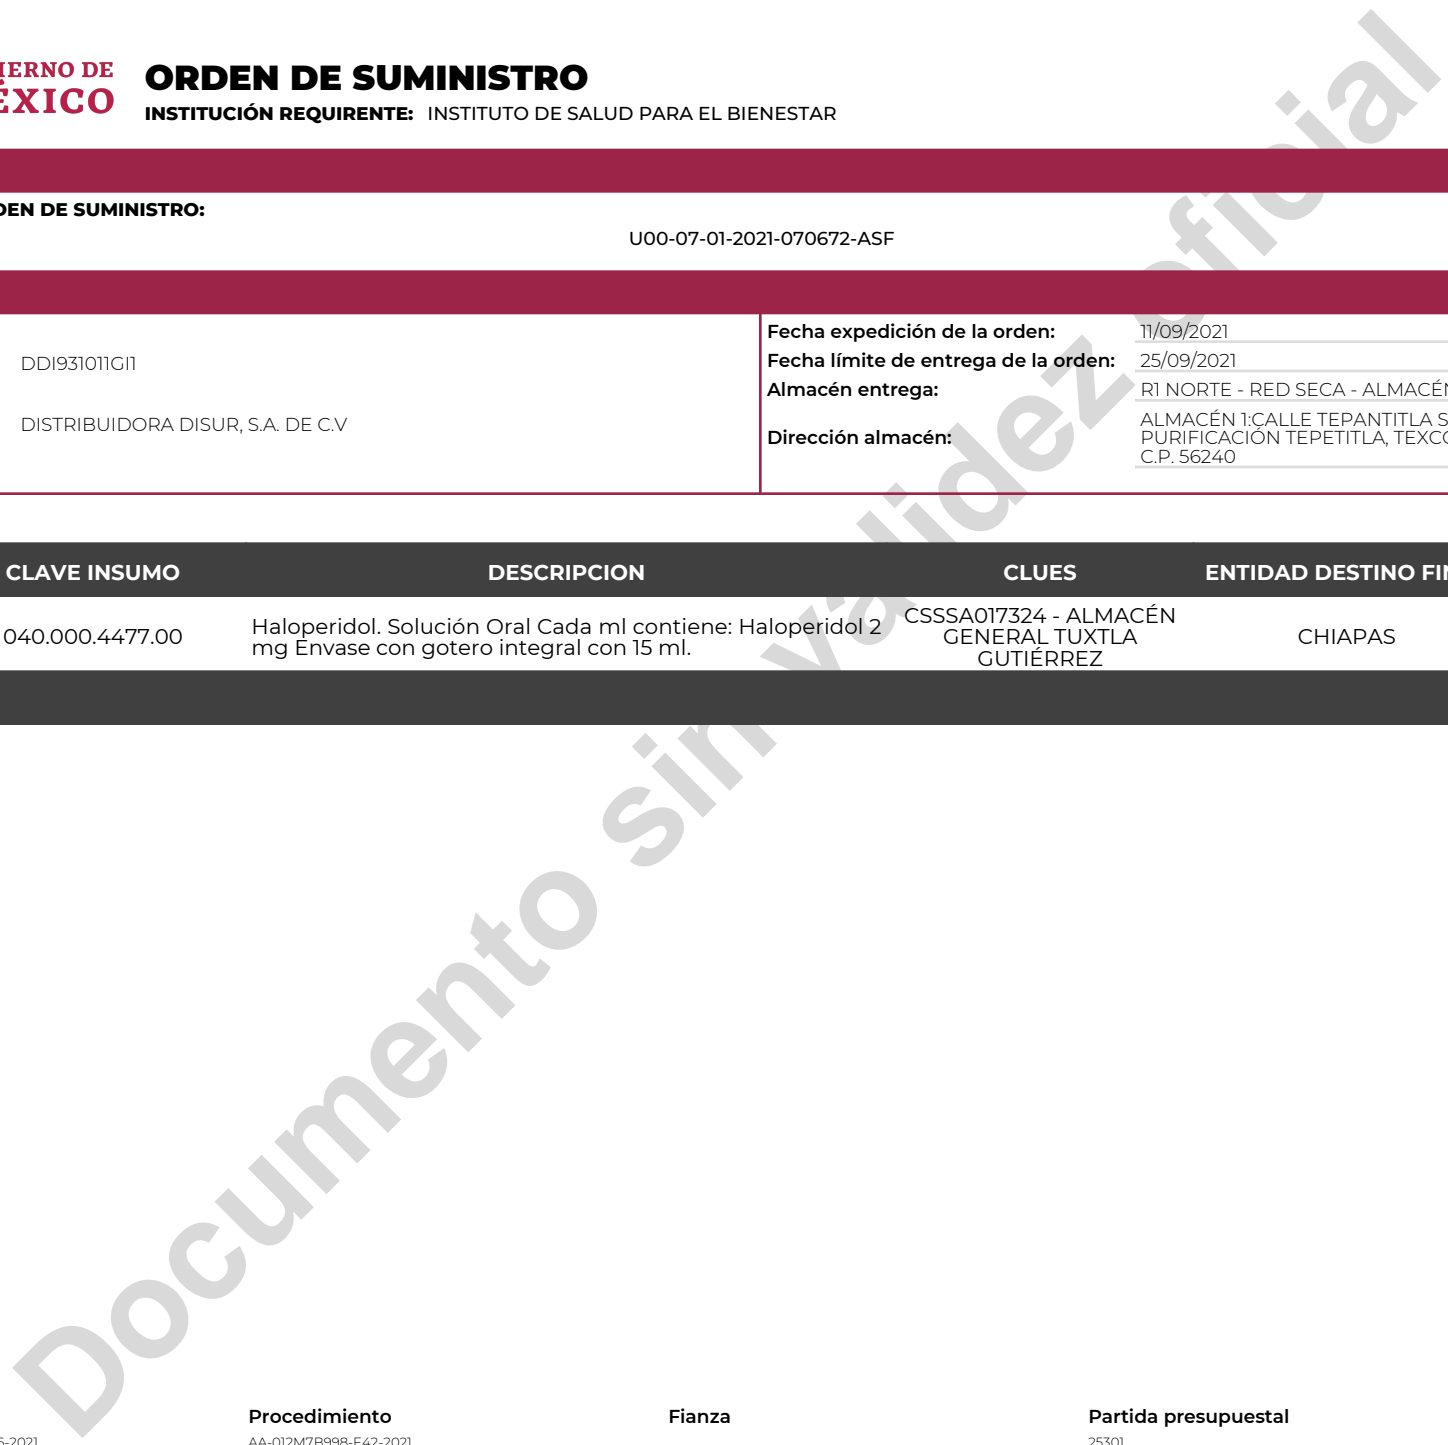 IERNO DE
ÉXICO
ORDEN DE SUMINISTRO
INSTITUCIÓN REQUIRENTE: INSTITUTO DE SALUD PARA EL BIENESTAR
DEN DE SUMINISTRO:
U00-07-01-2021-070672-ASF
DDI931011GI1
DISTRIBUIDORA DISUR, S.A. DE C.V
Fecha expedición de la orden: 11/09/2021
Fecha límite de entrega de la orden: 25/09/2021
Almacén entrega: R1 NORTE - RED SECA - ALMACÉN
Dirección almacén: ALMACÉN 1:CALLE TEPANTITLA S
PURIFICACIÓN TEPETITLA, TEXCO
C.P. 56240
CLAVE INSUMO DESCRIPCION CLUES ENTIDAD DESTINO FIN
040.000.4477.00
Haloperidol. Solución Oral Cada ml contiene: Haloperidol 2
mg Envase con gotero integral con 15 ml.
CSSSA017324 - ALMACÉN
GENERAL TUXTLA
GUTIÉRREZ
CHIAPAS
Documento sin validez oficial
Procedimiento Fianza Partida presupuestal
-2021 AA-012M7B998-E42-2021 25301